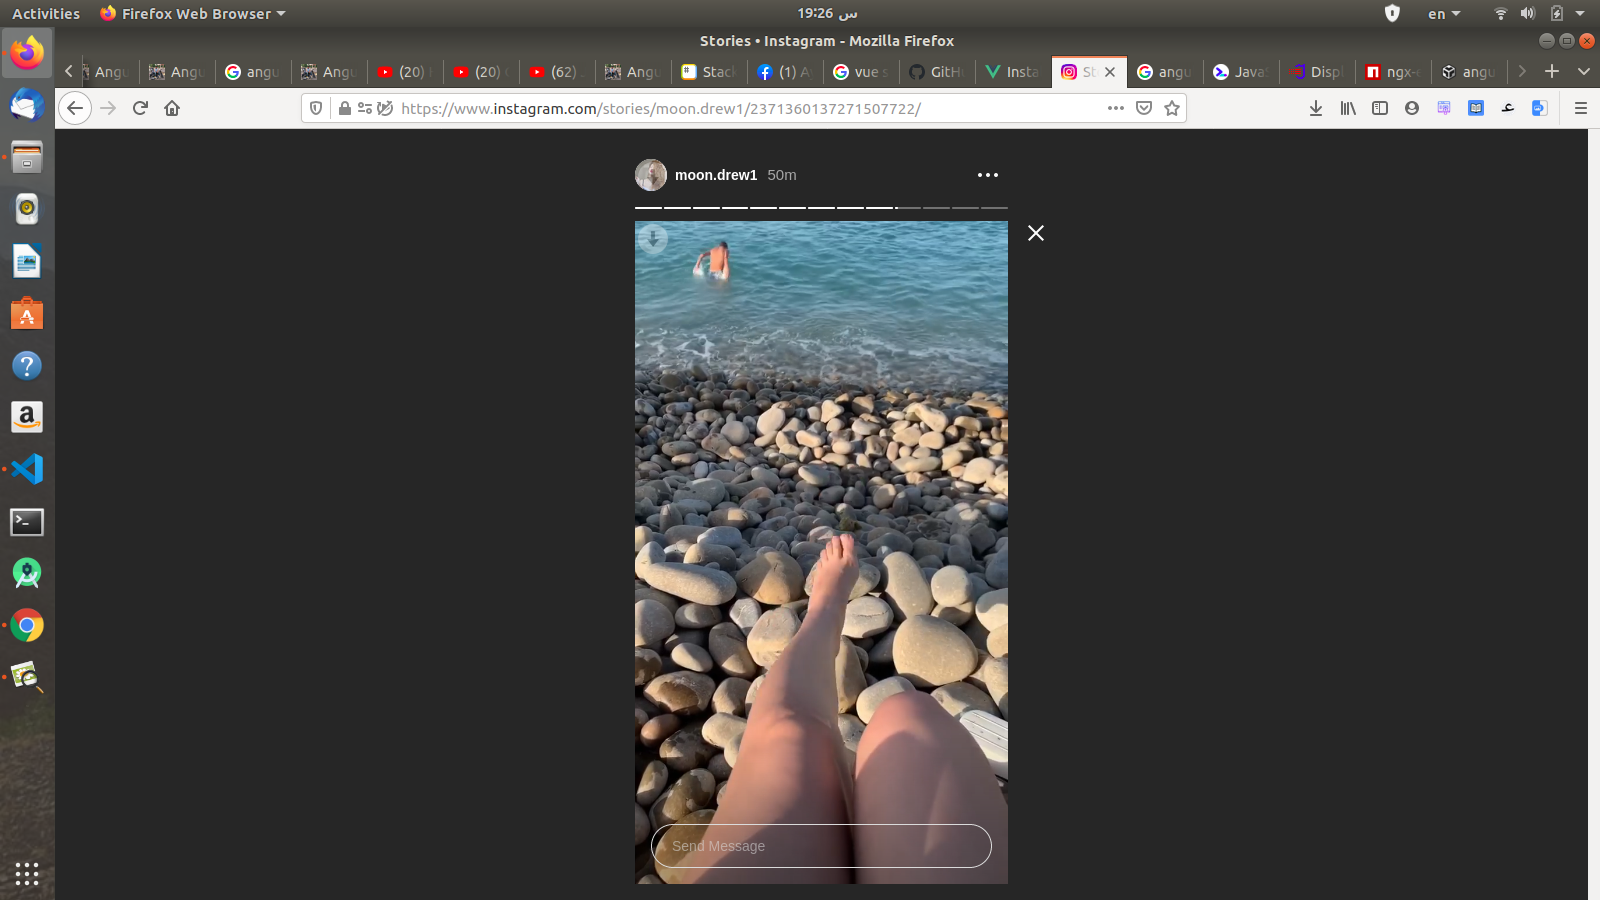 Activities Firefox Web Browser 19:26 س en
Stories • Instagram - Mozilla Firefox
Angu Angu angu Angu (20) (20) (62) Angu Stack (1) A vue s GitHu Insta St angu Java Displ ngx-e angu
https://www.instagram.com/stories/moon.drew1/2371360137271507722/
moon.drew1 50m
Send Message